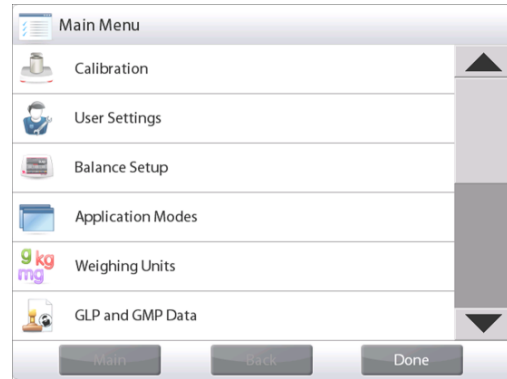 Main Menu
Calibration
User Settings
Balance Setup
Application Modes
g kg
mg
Weighing Units
GLP and GMP Data
Main Back Done